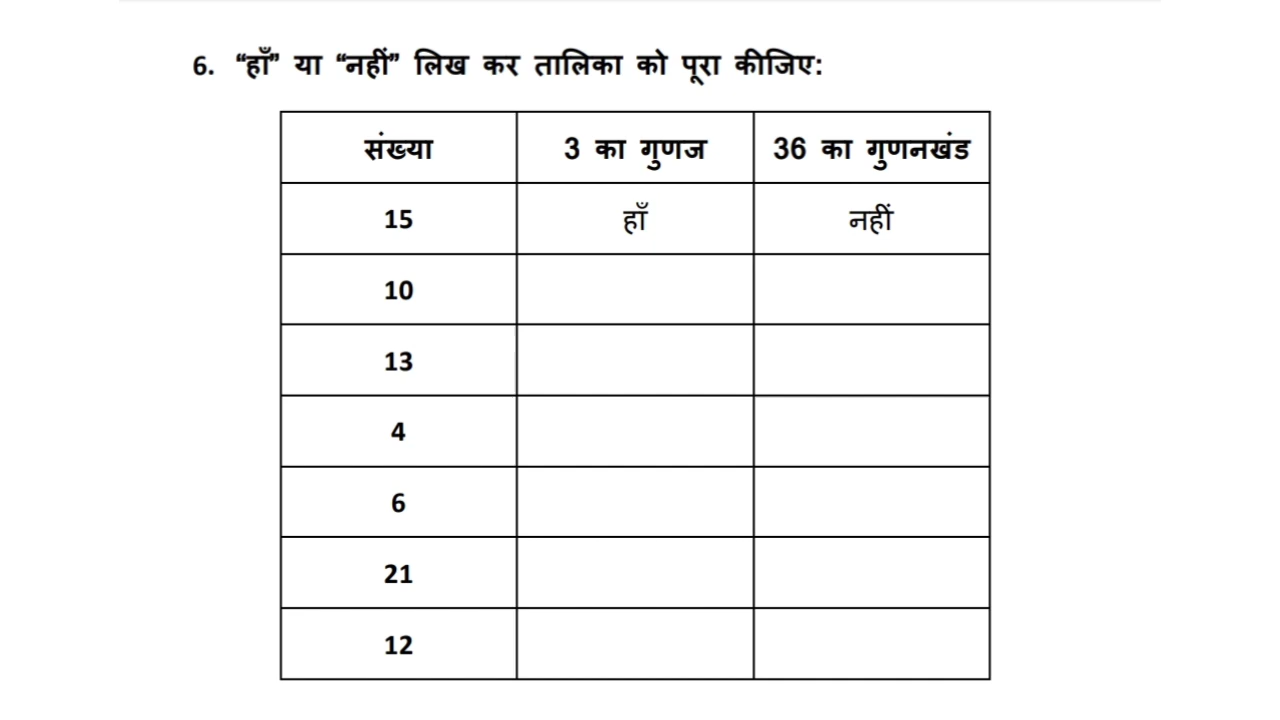 6. “हाँ” या “नहीं” लिख कर तालिका को पूरा कीजिए:
संख्या 3 का गुणज 36 का गुणनखंड
15 हाँ नहीं
10
13
4
6
21
12